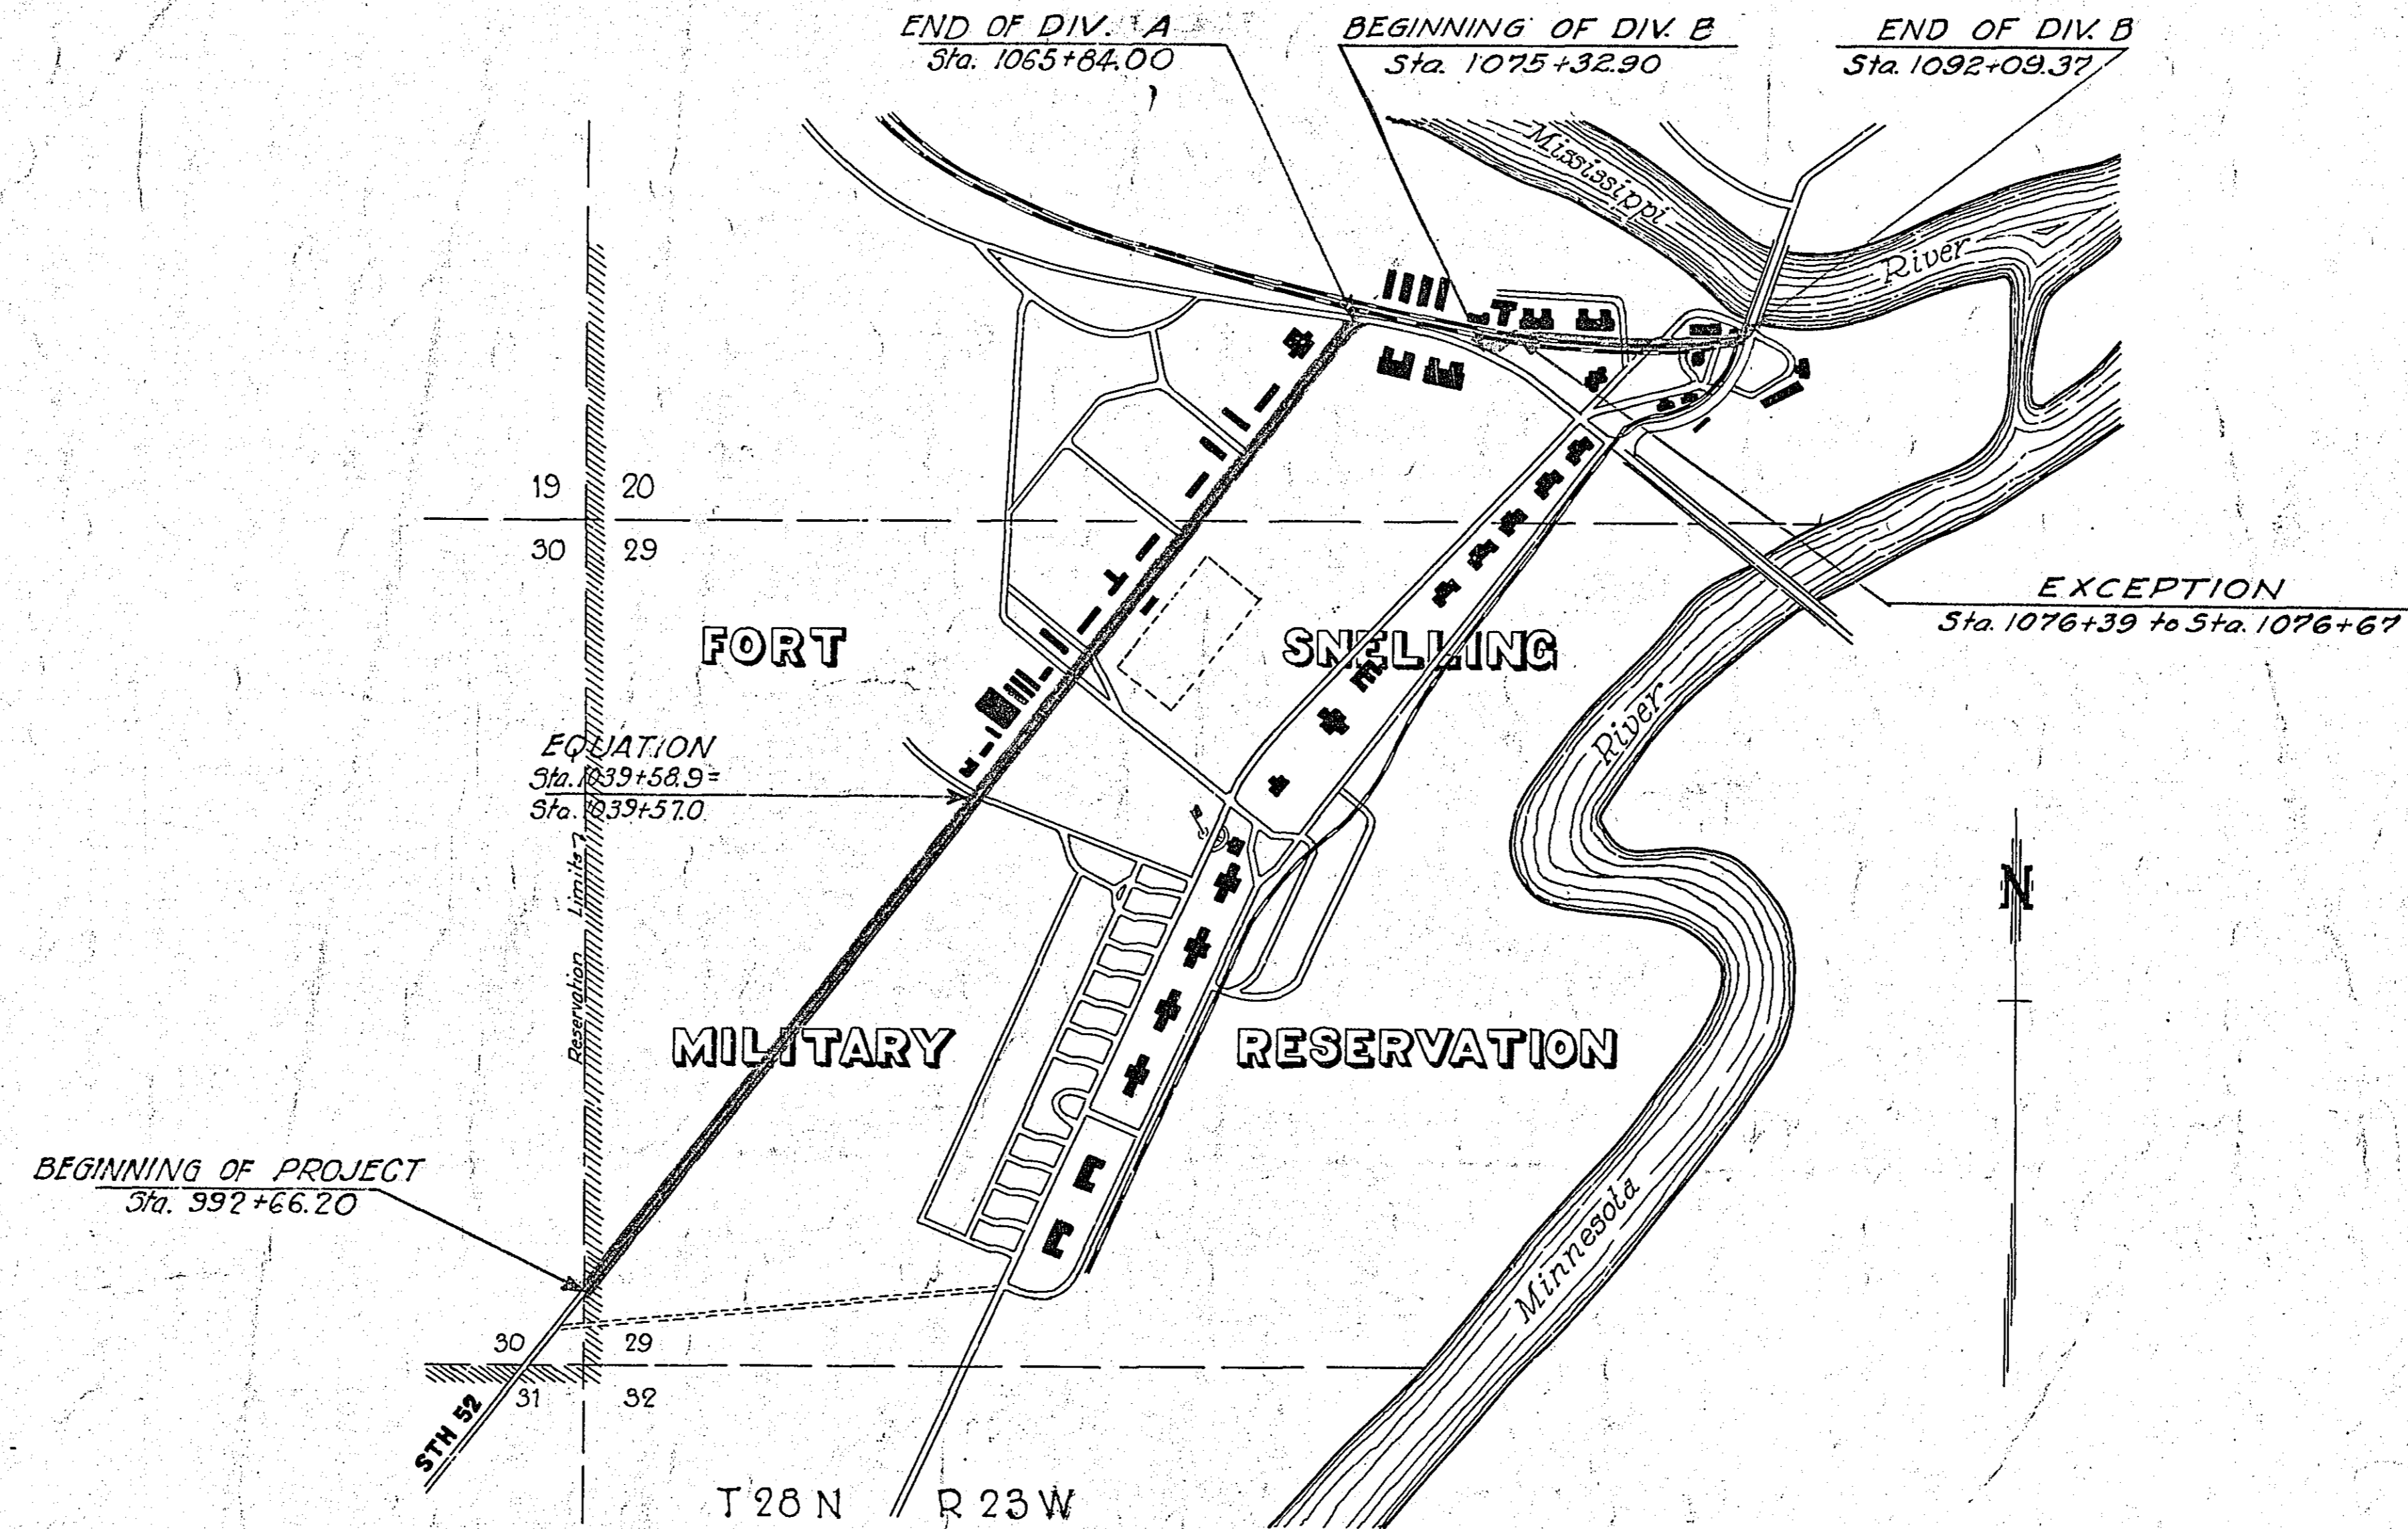 END OF DIV. A
Sta. 1065+84.00
BEGINNING OF DIV. B
Sta. 1075+32.90
END OF DIV. B
Sta. 1092+09.37
Mississippi
River
19 20
30 29
EXCEPTION
Sta. 1076+39 to Sta. 1076+67
FORT SNELLING
River
EQUATION
Sta. 1039+58.9=
Sta. 1039+57.0
Reservation Limits
N
MILITARY RESERVATION
BEGINNING OF PROJECT
Sta. 992+66.20
Minnesota
30 29
31 32
STH 52
T 28 N R 23 W